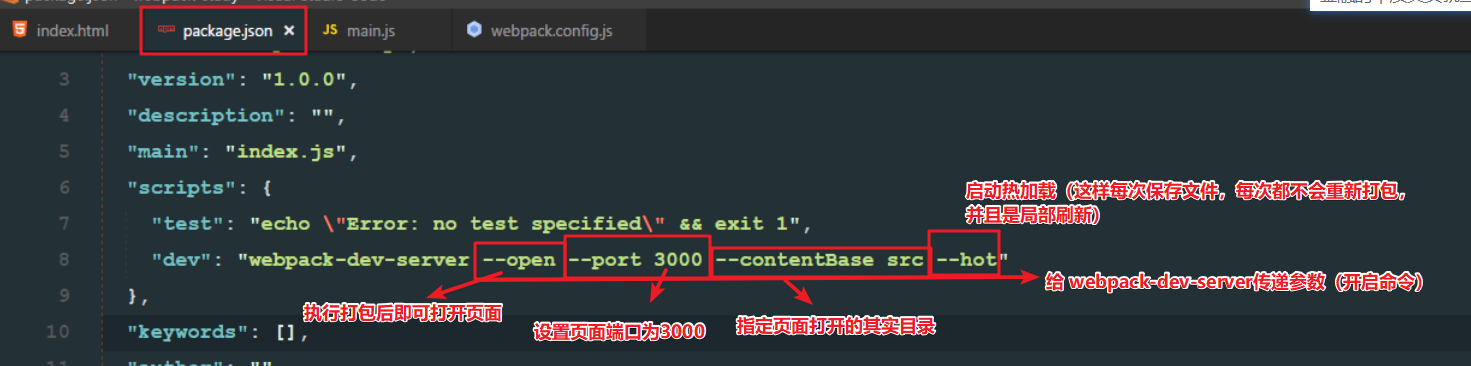 index.html
package.json
JS main.js
webpack.config.js
3 "version": "1.0.0",
4 "description": "",
5 "main": "index.js",
6 "scripts": {
启动热加载（这样每次保存文件，每次都不会重新打包，
并且是局部刷新）
7 "test": "echo \"Error: no test specified\" && exit 1",
8 "dev": "webpack-dev-server --open --port 3000 --contentBase src --hot"
给 webpack-dev-server传递参数（开启命令）
9 },
执行打包后即可打开页面
设置页面端口为3000
指定页面打开的其实目录
10 "keywords": [],